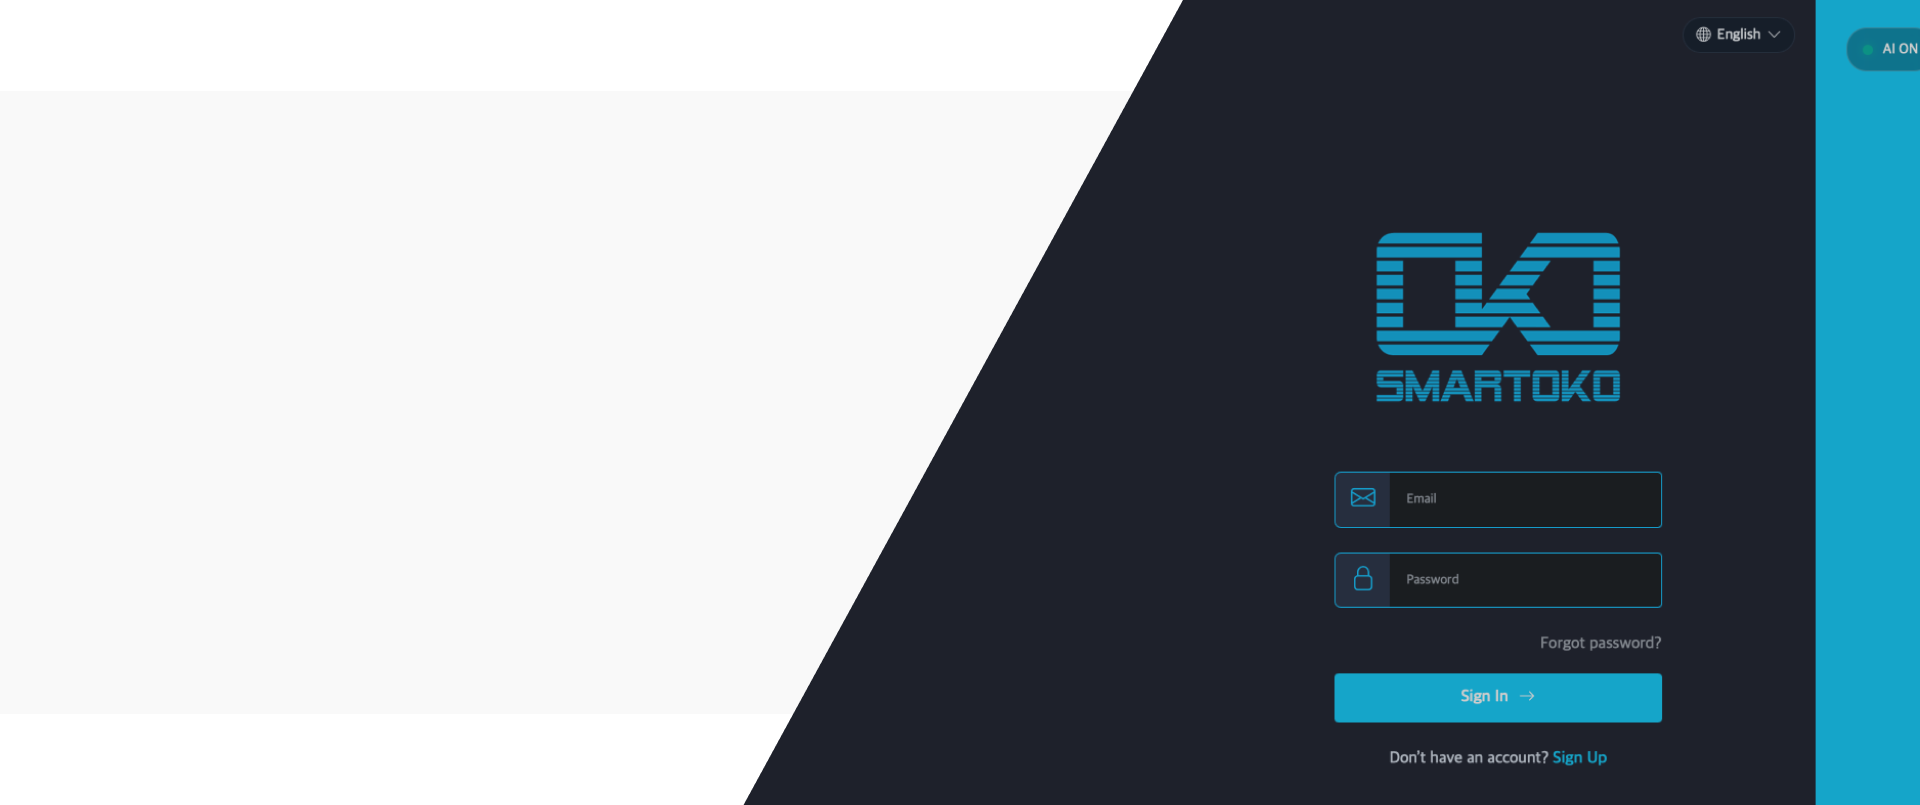 English
AI ON
SMARTOKO
Email
Password
Forgot password?
Sign In
Don't have an account? Sign Up